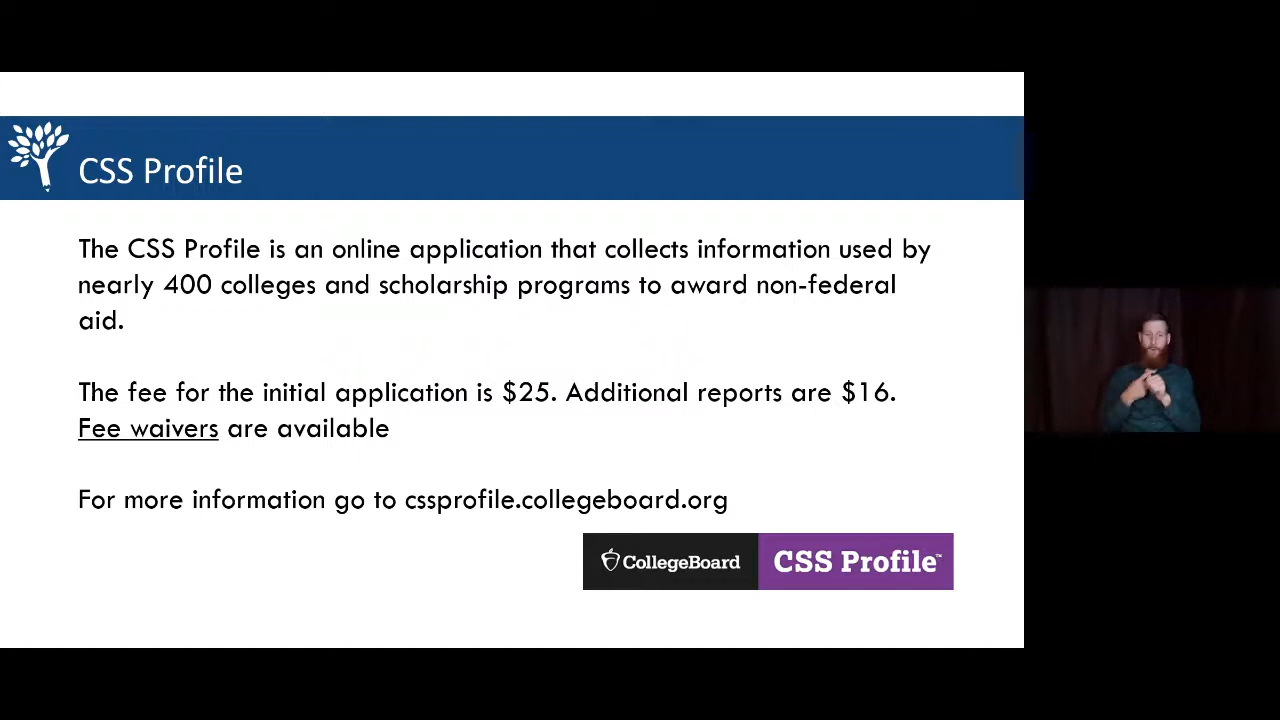 CSS Profile
The CSS Profile is an online application that collects information used by
nearly 400 colleges and scholarship programs to award non-federal
aid.
The fee for the initial application is $25. Additional reports are $16.
Fee waivers are available
For more information go to cssprofile.collegeboard.org
CollegeBoard CSS Profile™